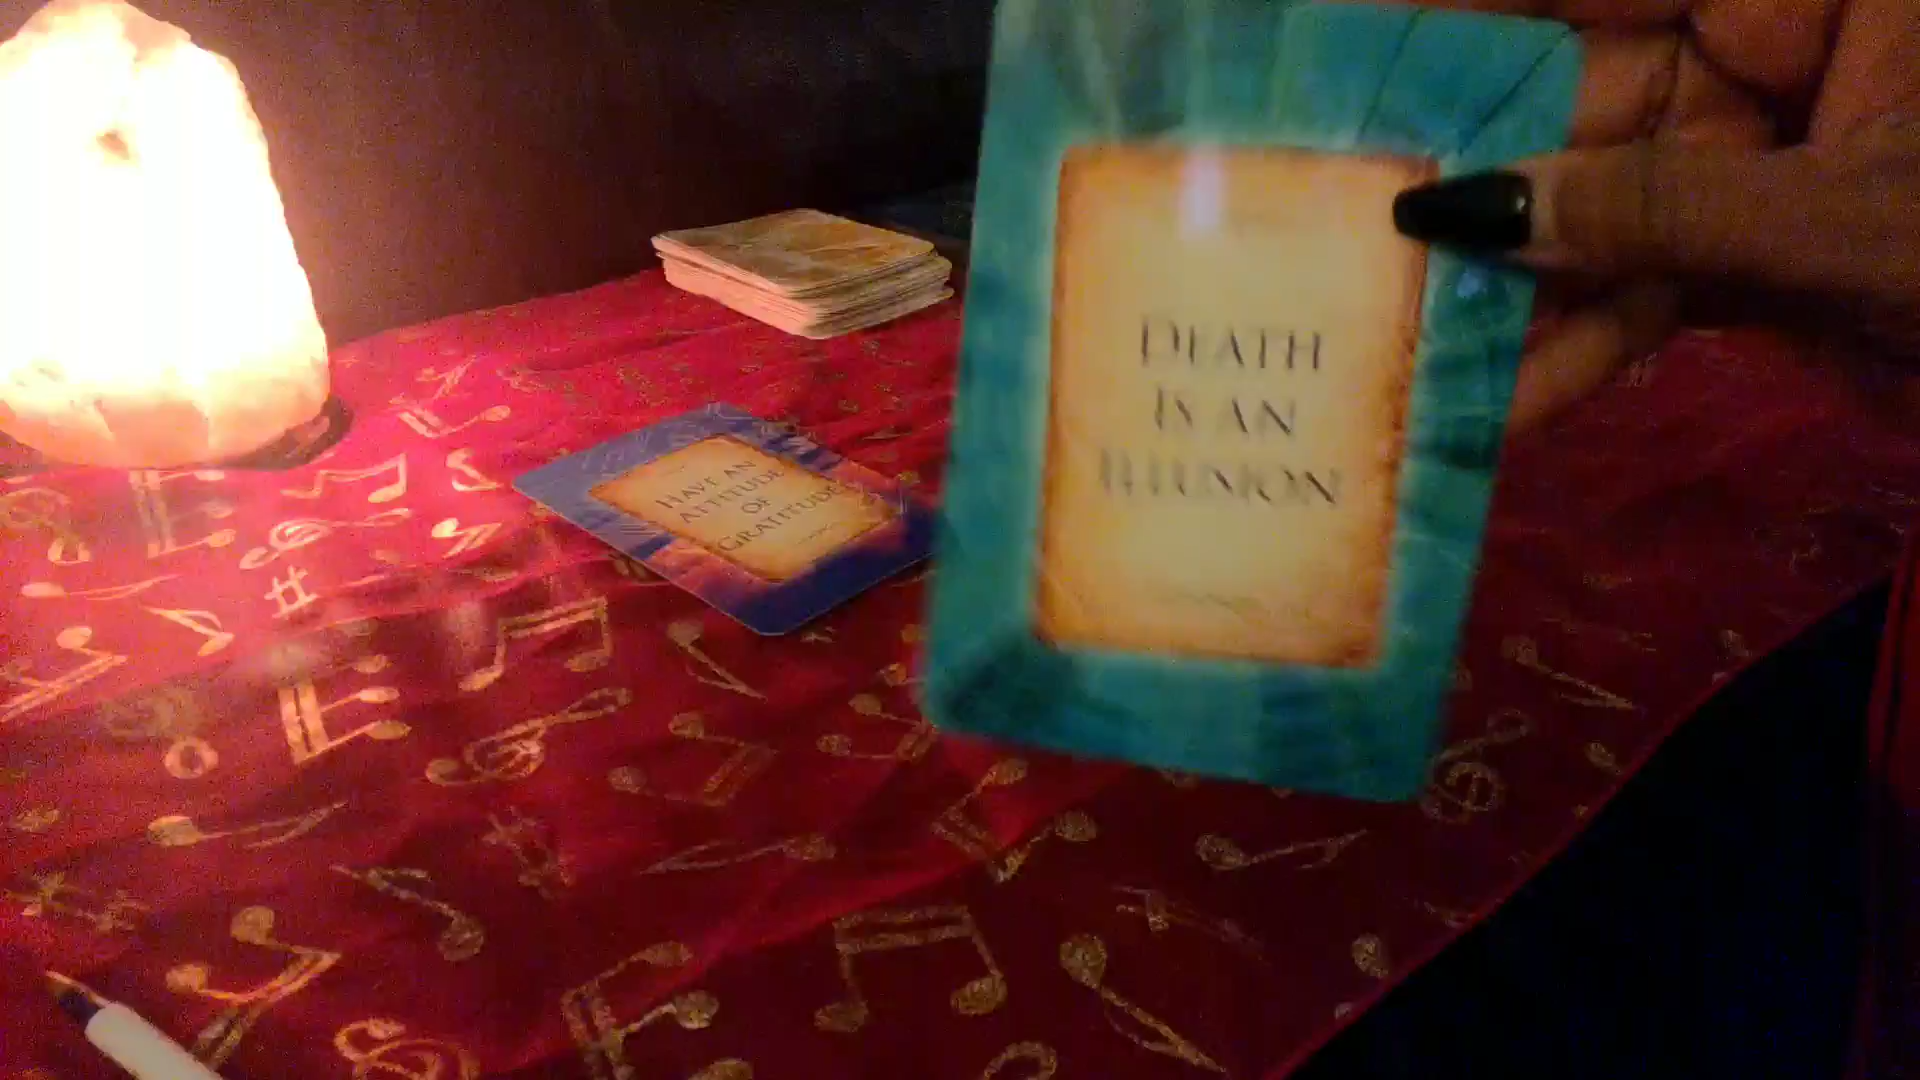 DEATH
IS AN
ILLUSION
HAVE AN
ATTITUDE
OF
GRATITUDE